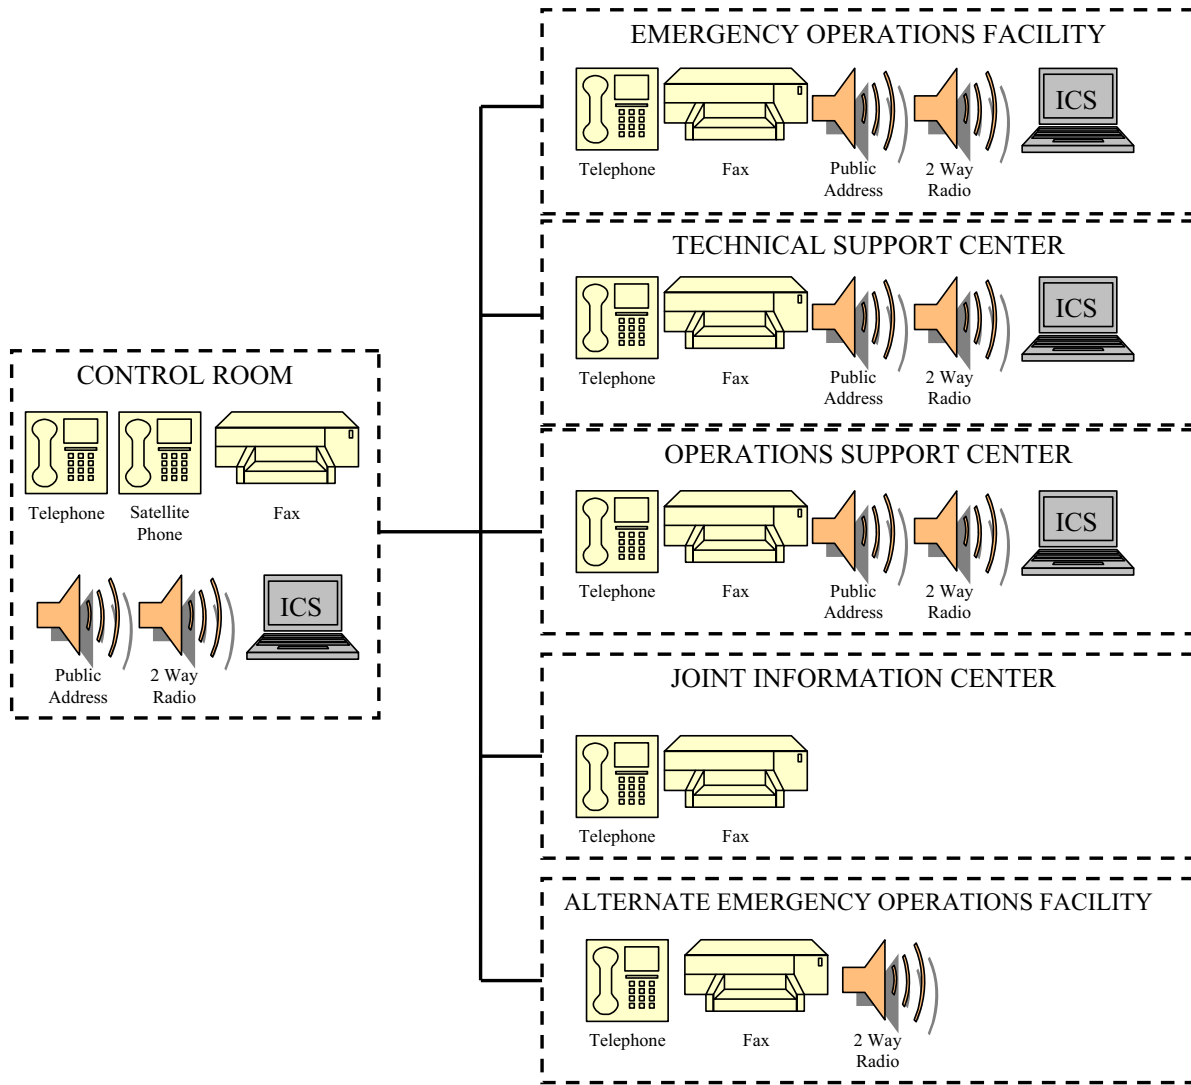 EMERGENCY OPERATIONS FACILITY
ICS
Telephone
Fax
Public
Address
2 Way
Radio
TECHNICAL SUPPORT CENTER
ICS
Telephone
Fax
Public
Address
2 Way
Radio
CONTROL ROOM
Telephone
Satellite
Phone
Fax
ICS
Public
Address
2 Way
Radio
OPERATIONS SUPPORT CENTER
ICS
Telephone
Fax
Public
Address
2 Way
Radio
JOINT INFORMATION CENTER
Telephone
Fax
ALTERNATE EMERGENCY OPERATIONS FACILITY
Telephone
Fax
2 Way
Radio